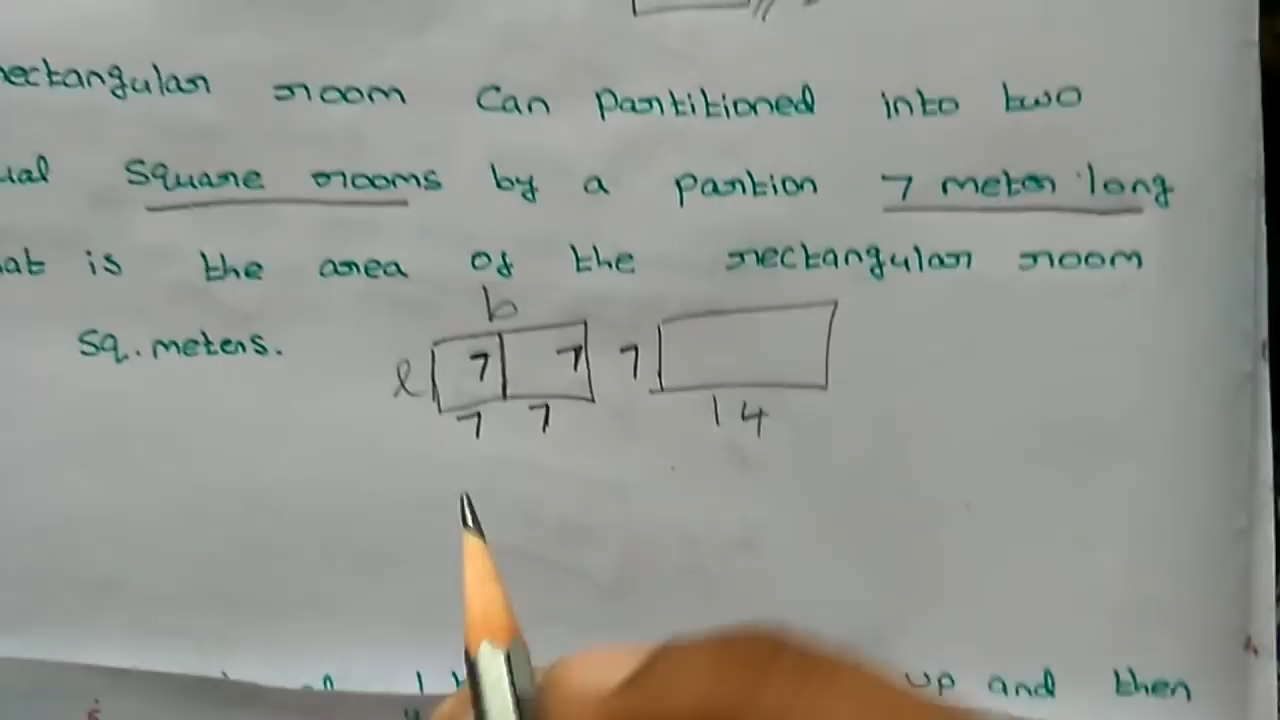 rectangular room can partitioned into two
ual square rooms by a partion 7 meter long
at is the area of the rectangular room
sq. meters.
b
l 7 7 7
7 7 14
up and then